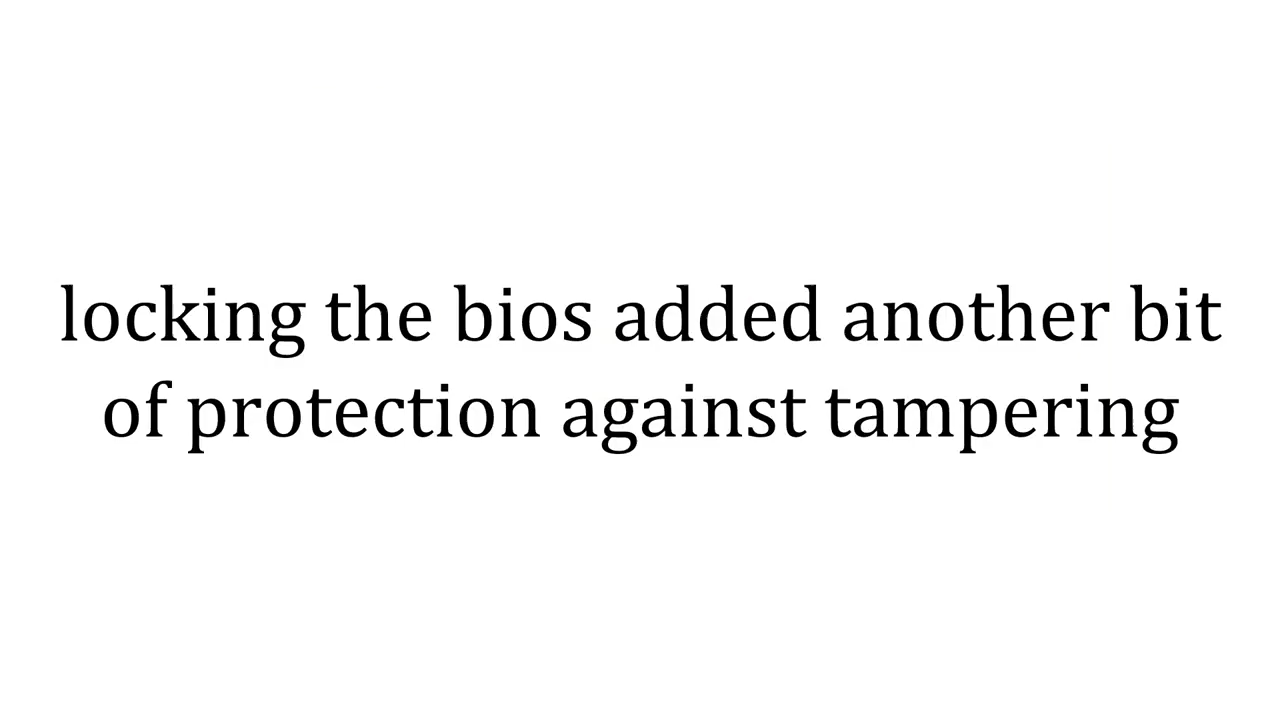 locking the bios added another bit
of protection against tampering